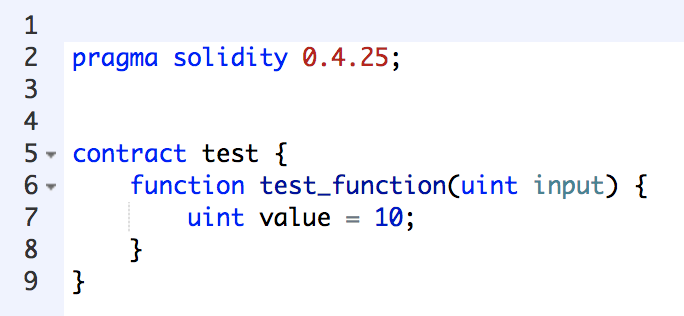 1
2 pragma solidity 0.4.25;
3
4
5 contract test {
6 function test_function(uint input) {
7 uint value = 10;
8 }
9 }